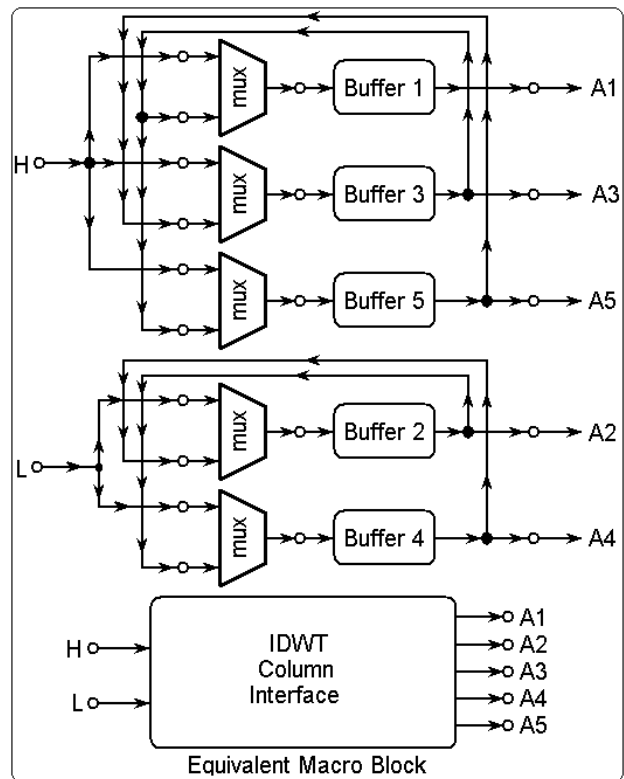 mux
Buffer 1
A1
H
mux
Buffer 3
A3
mux
Buffer 5
A5
mux
Buffer 2
A2
L
mux
Buffer 4
A4
H
L
IDWT
Column
Interface
A1
A2
A3
A4
A5
Equivalent Macro Block